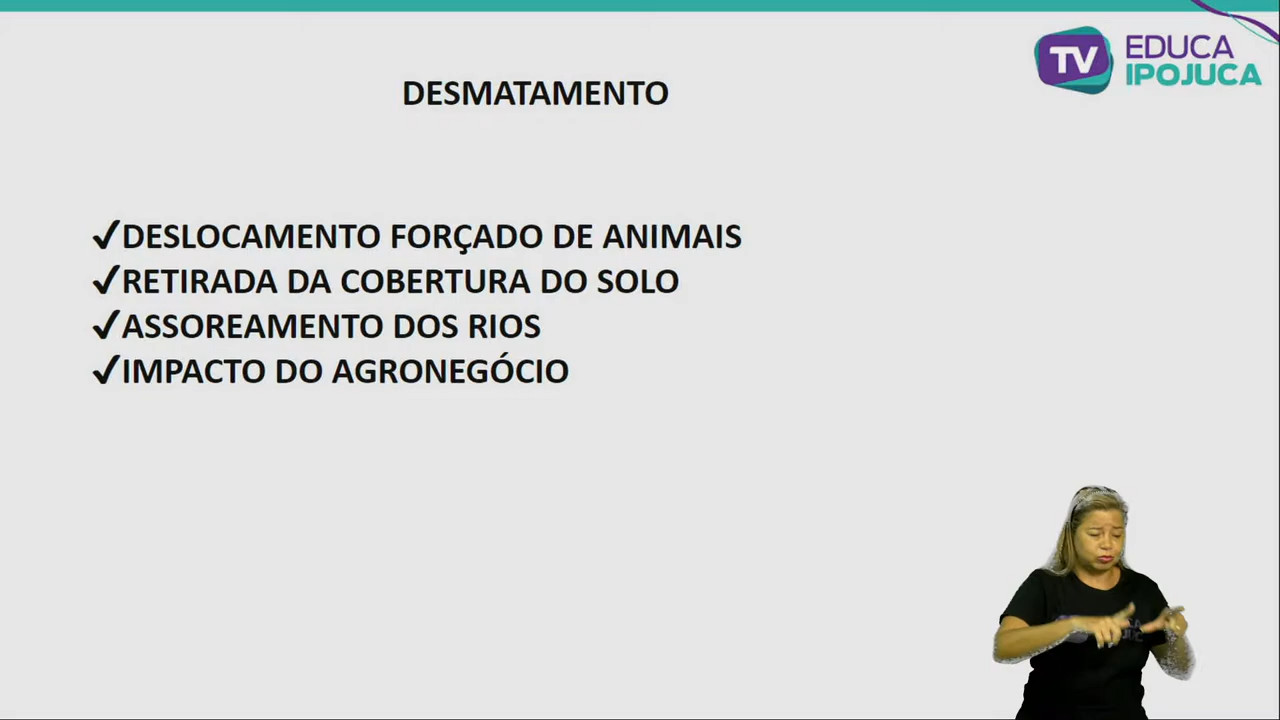 TV EDUCA
IPOJUCA
DESMATAMENTO
✓DESLOCAMENTO FORÇADO DE ANIMAIS
✓RETIRADA DA COBERTURA DO SOLO
✓ASSOREAMENTO DOS RIOS
✓IMPACTO DO AGRONEGÓCIO